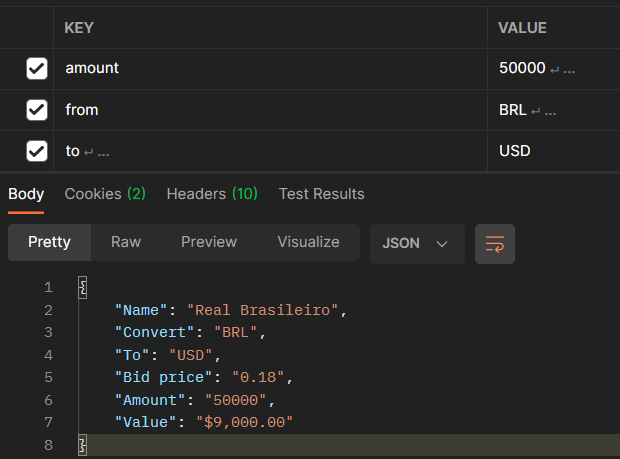 KEY VALUE
amount 50000 ↵ ...
from BRL ↵ ...
to ↵ ... USD
Body Cookies (2) Headers (10) Test Results
Pretty Raw Preview Visualize JSON
1 {
2 "Name": "Real Brasileiro",
3 "Convert": "BRL",
4 "To": "USD",
5 "Bid price": "0.18",
6 "Amount": "50000",
7 "Value": "$9,000.00"
8 }